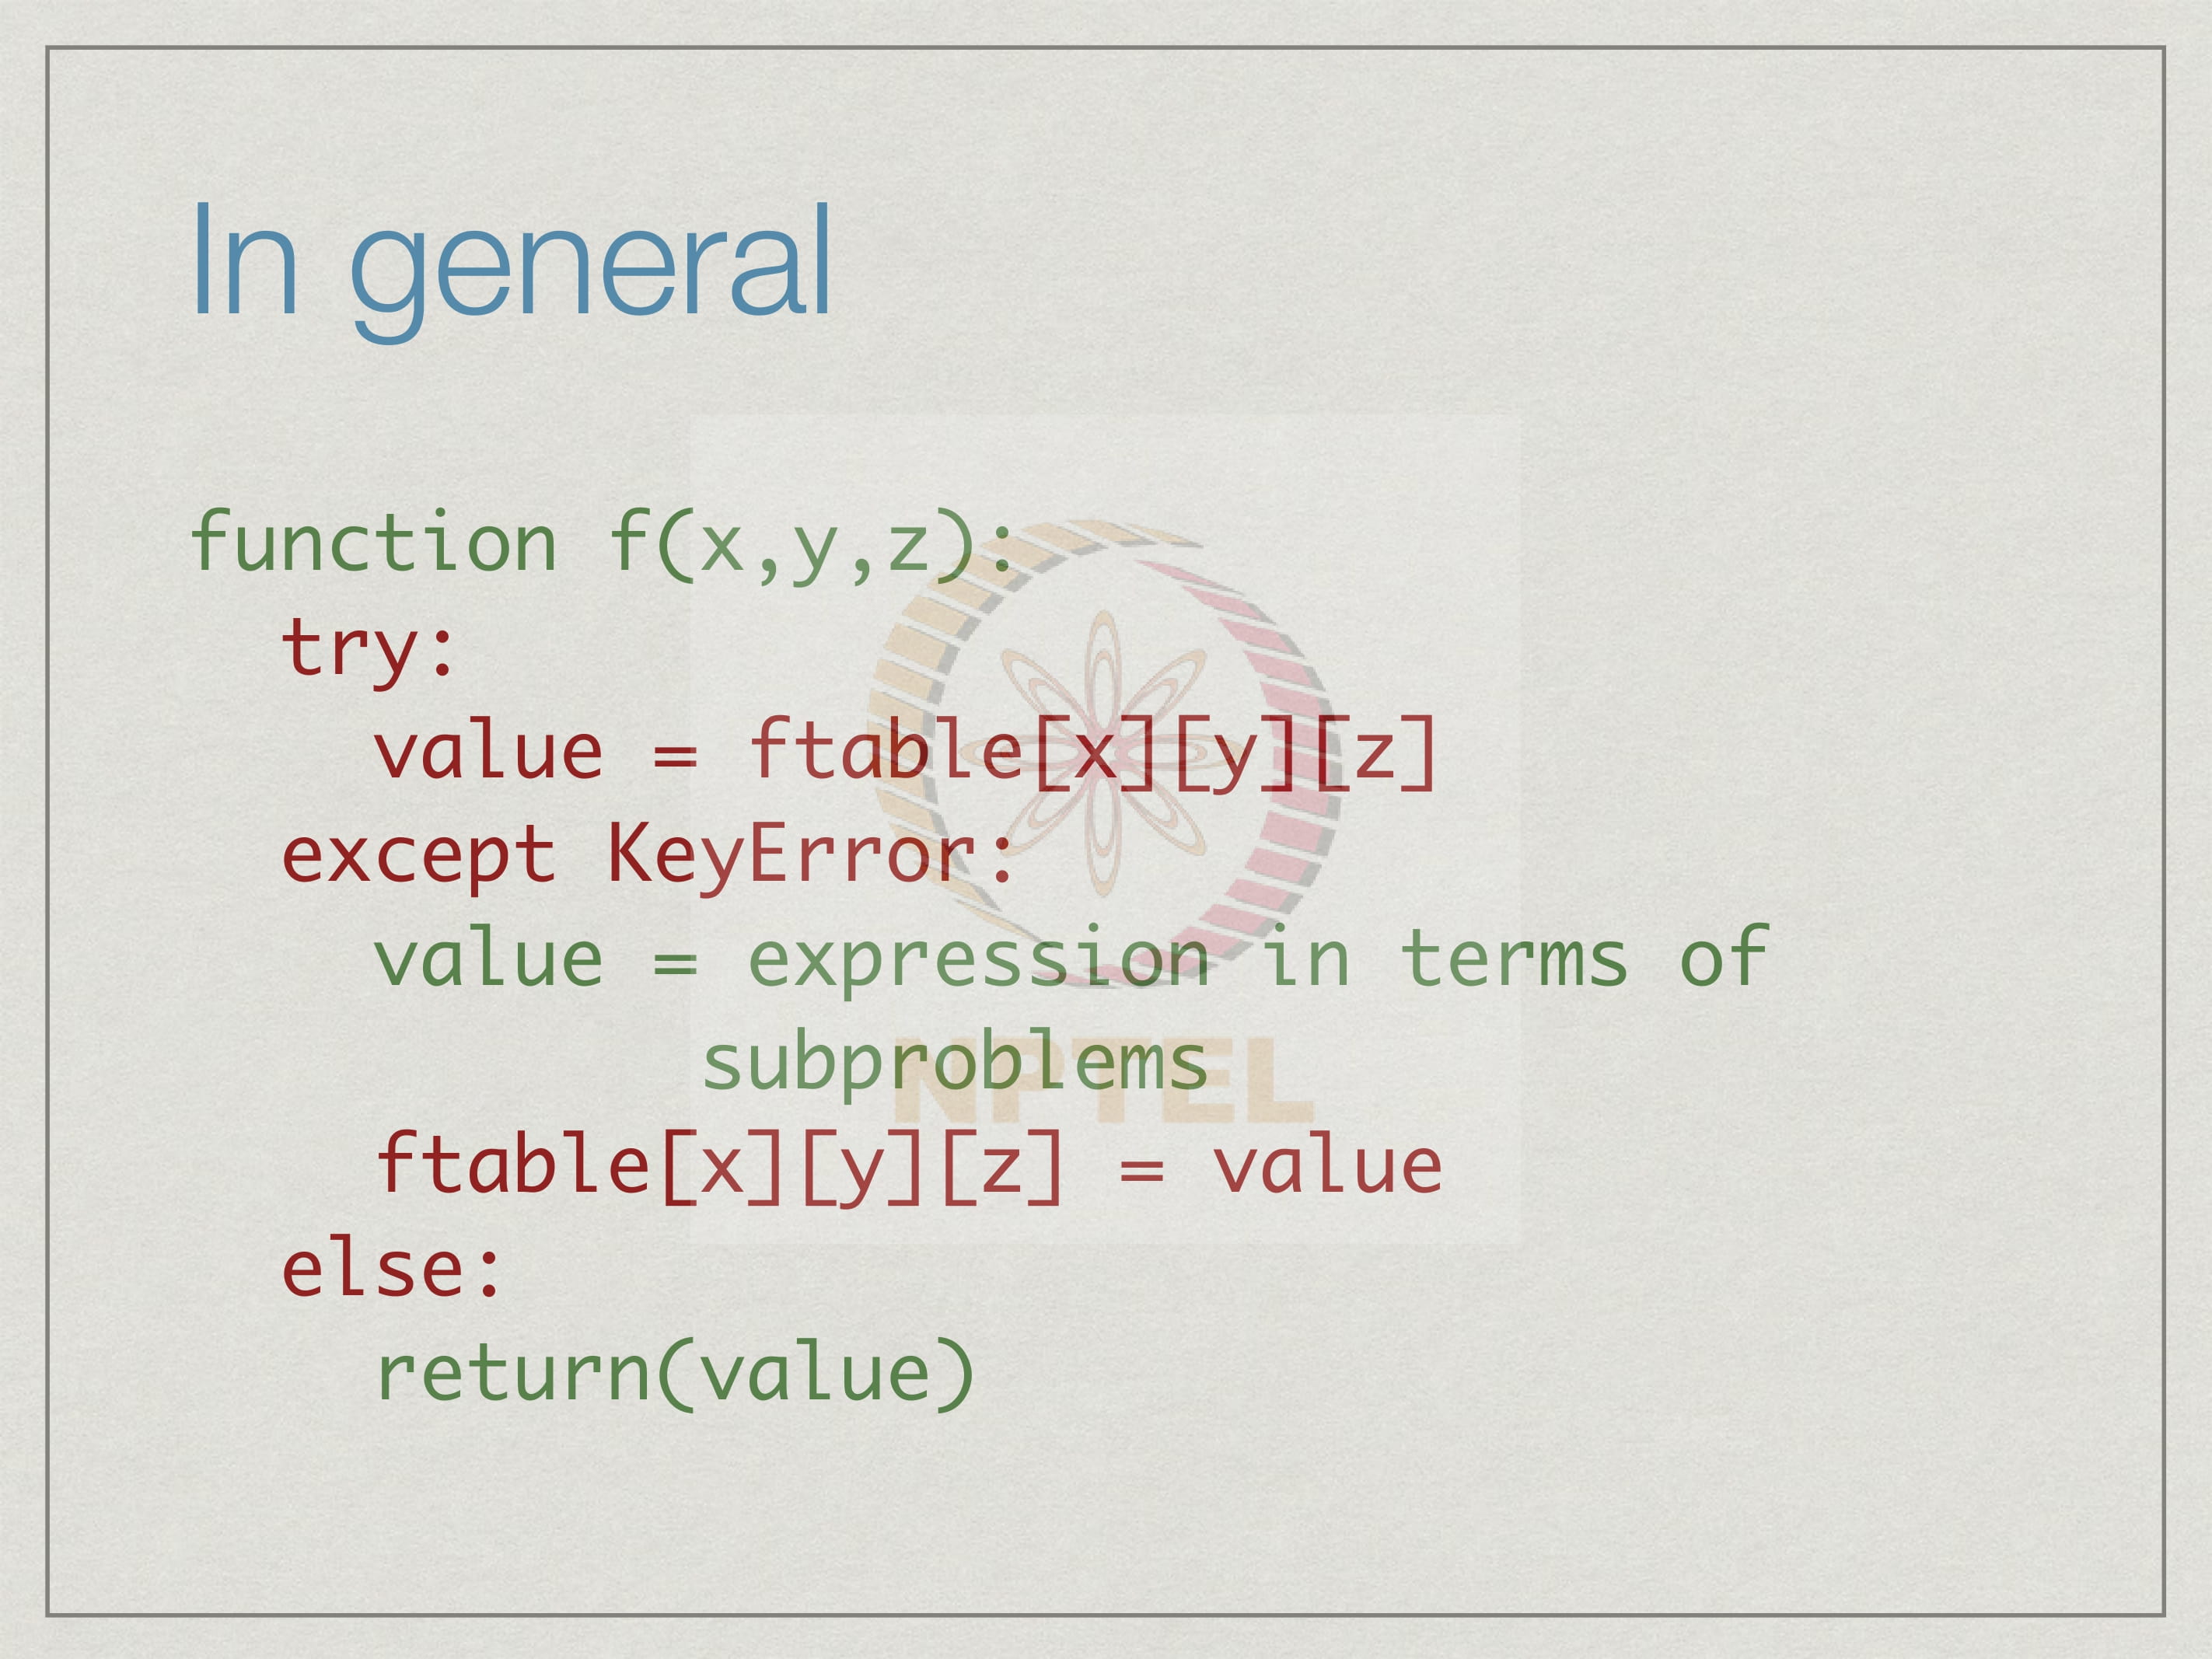 In general
function f(x,y,z):
  try:
    value = ftable[x][y][z]
  except KeyError:
    value = expression in terms of
           subproblems
    ftable[x][y][z] = value
  else:
    return(value)
NPTEL